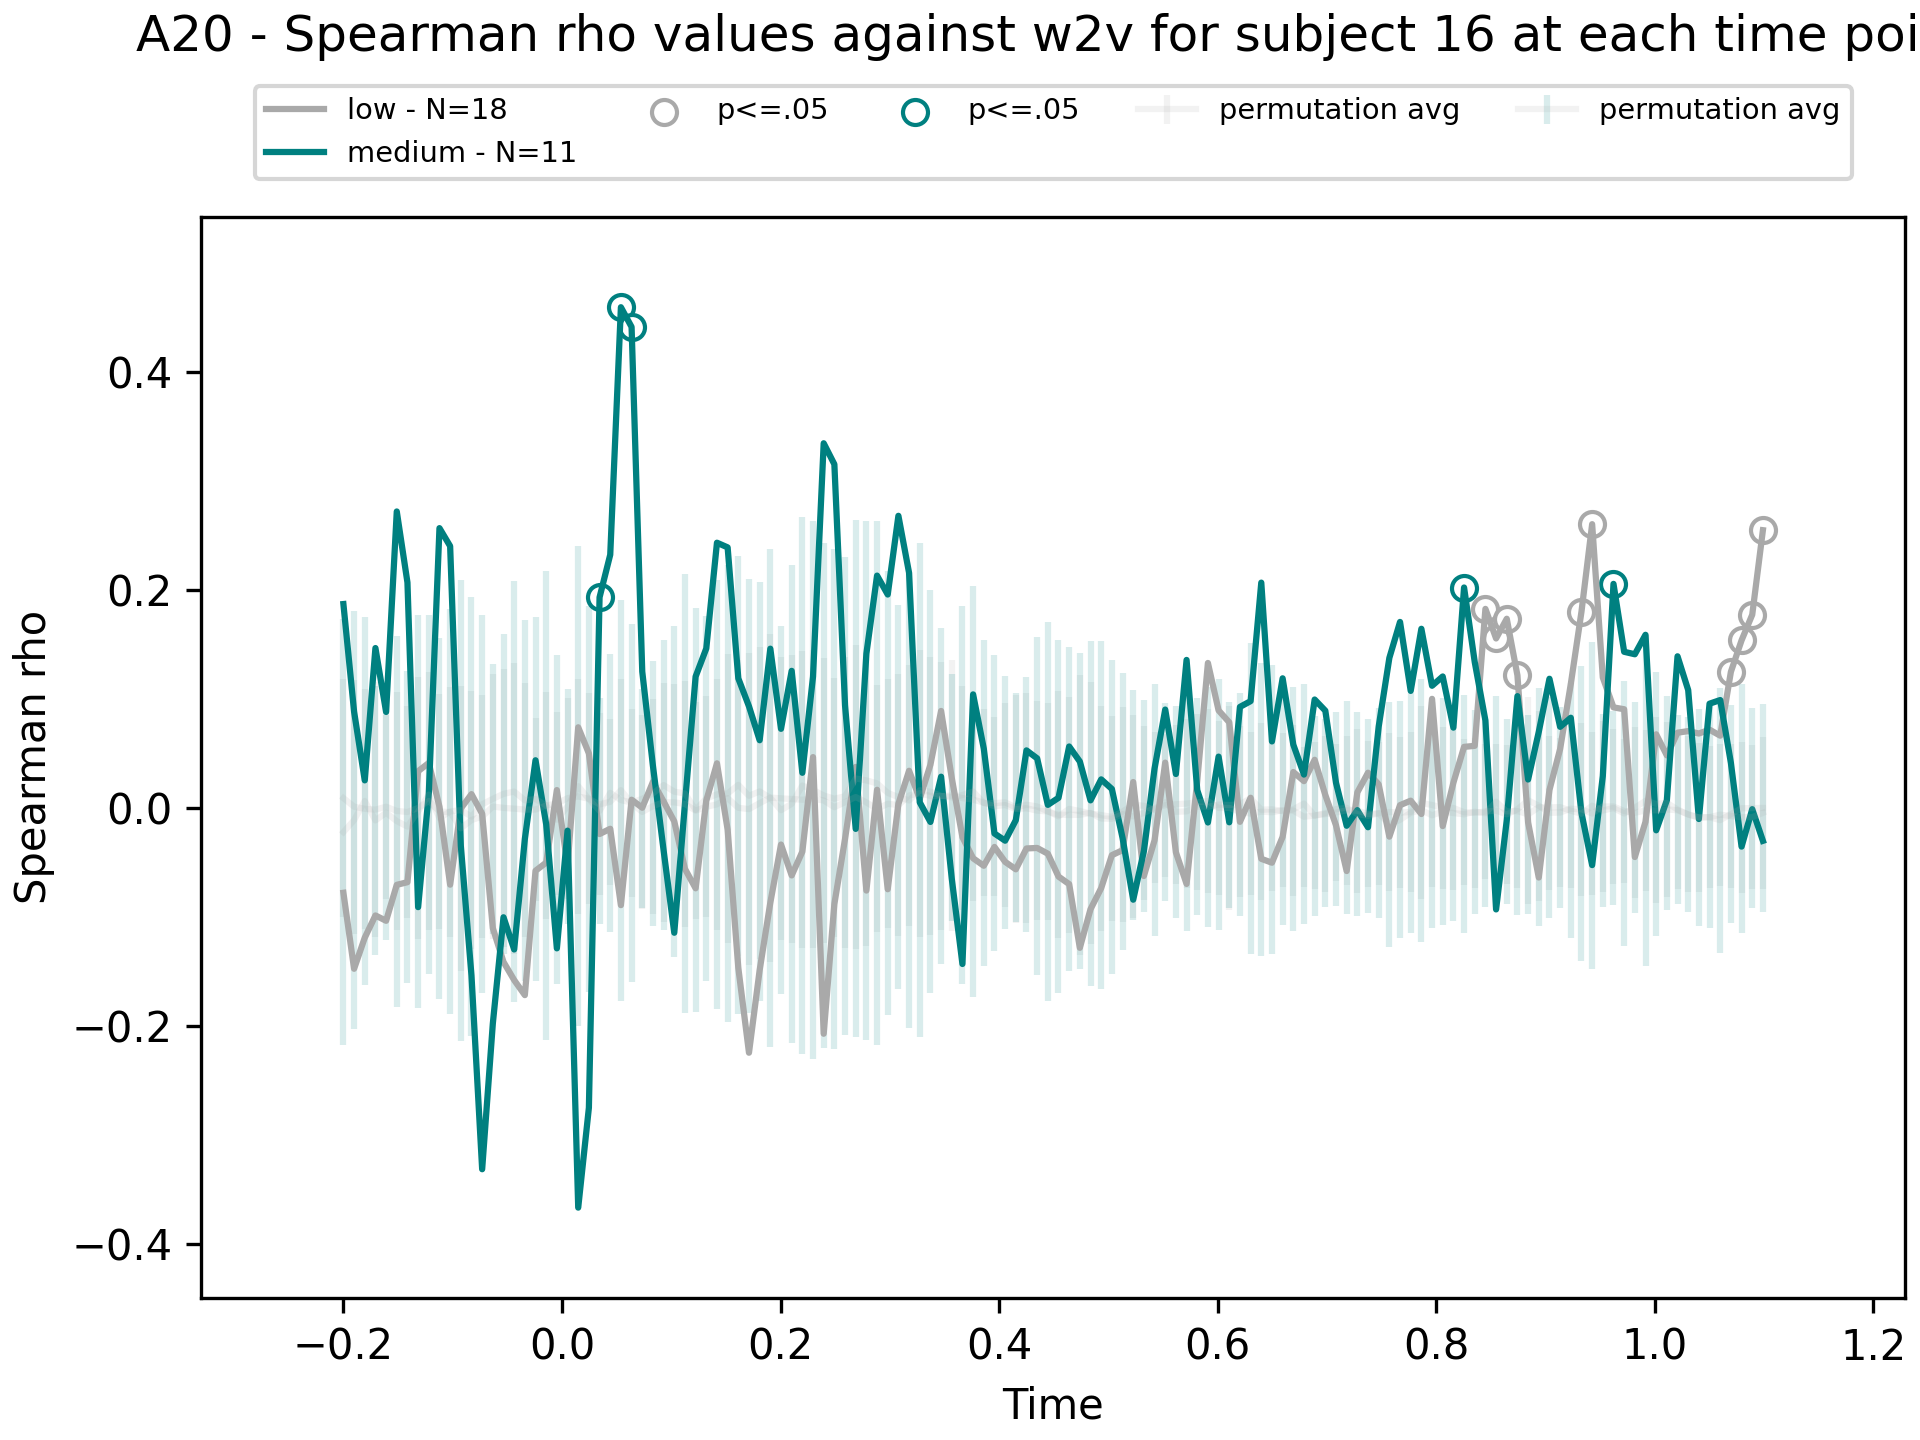 A20 - Spearman rho values against w2v for subject 16 at each time poi
low - N=18
medium - N=11
p<=.05
p<=.05
permutation avg
permutation avg
Spearman rho
0.4
0.2
0.0
−0.2
−0.4
−0.2
0.0
0.2
0.4
0.6
0.8
1.0
1.2
Time